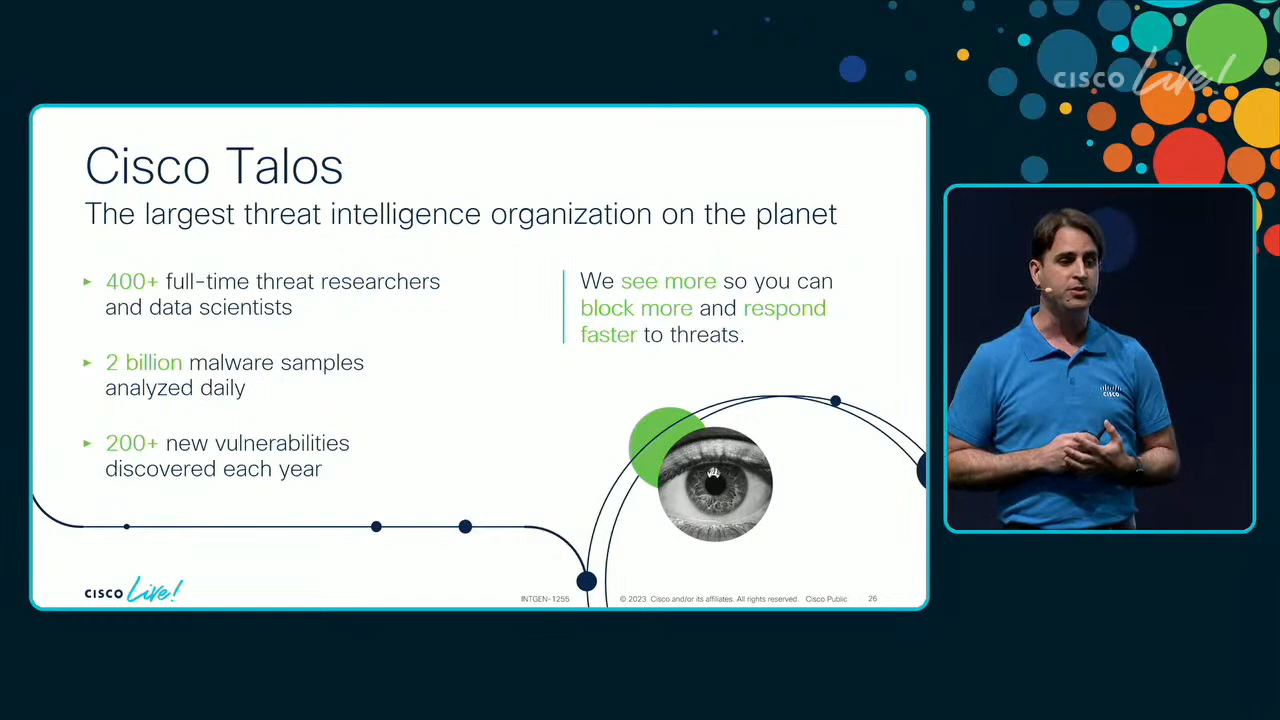 CISCO Live!
Cisco Talos
The largest threat intelligence organization on the planet
400+ full-time threat researchers
and data scientists
2 billion malware samples
analyzed daily
200+ new vulnerabilities
discovered each year
We see more so you can
block more and respond
faster to threats.
CISCO
CISCO Live!
INTGEN-1255
© 2023 Cisco and/or its affiliates. All rights reserved. Cisco Public
26